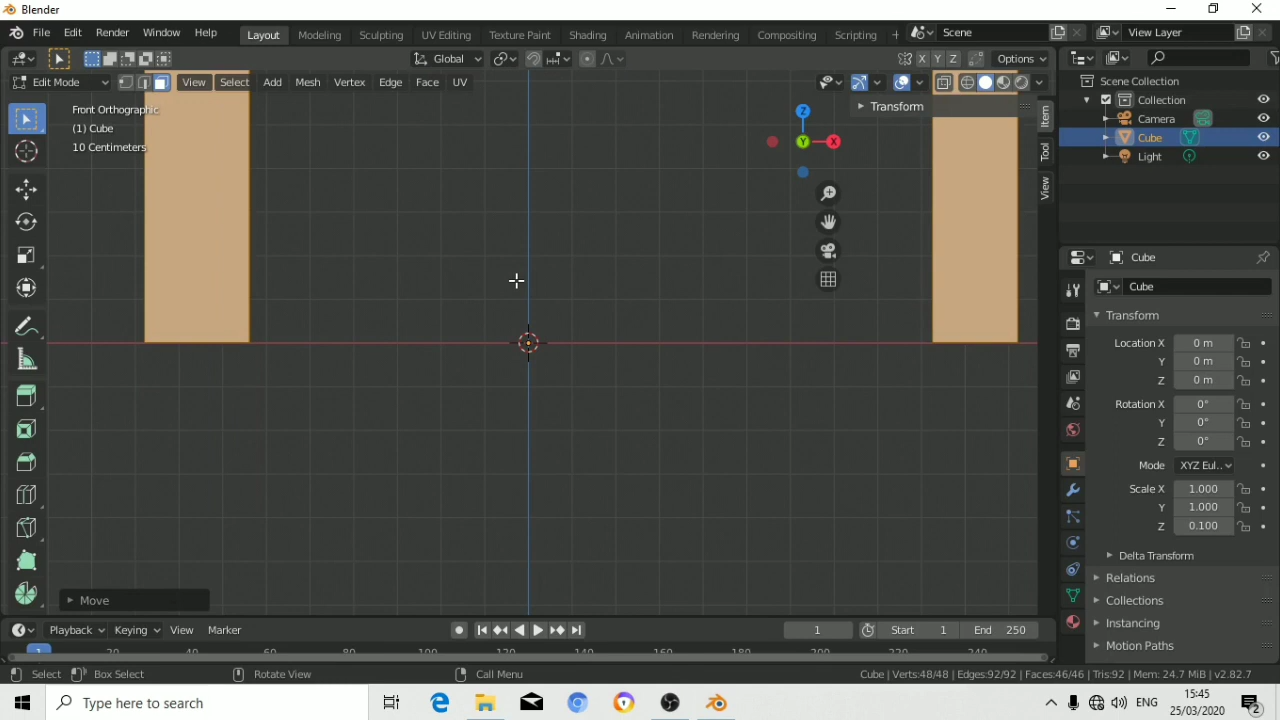 Blender
File Edit Render Window Help Layout Modeling Sculpting UV Editing Texture Paint Shading Animation Rendering Compositing Scripting + Scene View Layer
Global X Y Z Options
Edit Mode View Select Add Mesh Vertex Edge Face UV
Scene Collection
Collection
Camera
Cube
Light
Front Orthographic
(1) Cube
10 Centimeters
Transform
Item
Tool
View
Z
Y
X
Move
Cube
Cube
Transform
Location X 0 m
Y 0 m
Z 0 m
Rotation X 0°
Y 0°
Z 0°
Mode XYZ Eul..
Scale X 1.000
Y 1.000
Z 0.100
Delta Transform
Relations
Collections
Instancing
Motion Paths
Playback Keying View Marker 1 Start 1 End 250
1 20 40 60 80 100 120 140 160 180 200 220 240
Select Box Select Rotate View Call Menu Cube | Verts:48/48 | Edges:92/92 | Faces:46/46 | Tris:92 | Mem: 24.7 MiB | v2.82.7
Type here to search
ENG
15:45
25/03/2020
2